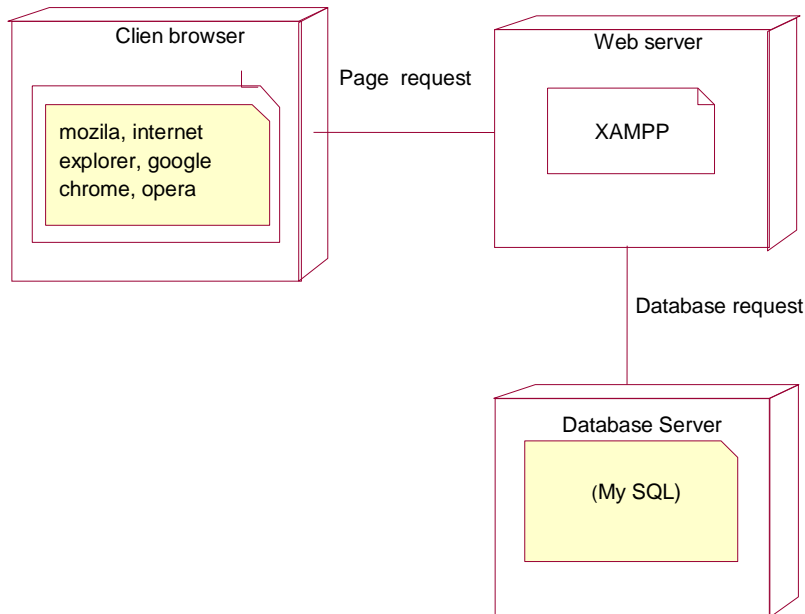 Clien browser
mozila, internet
explorer, google
chrome, opera
Page request
Web server
XAMPP
Database request
Database Server
(My SQL)